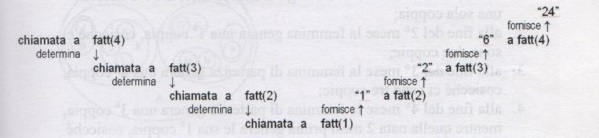 "24"
fornisce ↑
chiamata a fatt(4) "6" a fatt(4)
determina ↓ fornisce ↑
chiamata a fatt(3) "2" a fatt(3)
determina ↓ fornisce ↑
chiamata a fatt(2) "1" a fatt(2)
determina ↓ fornisce ↑
chiamata a fatt(1)